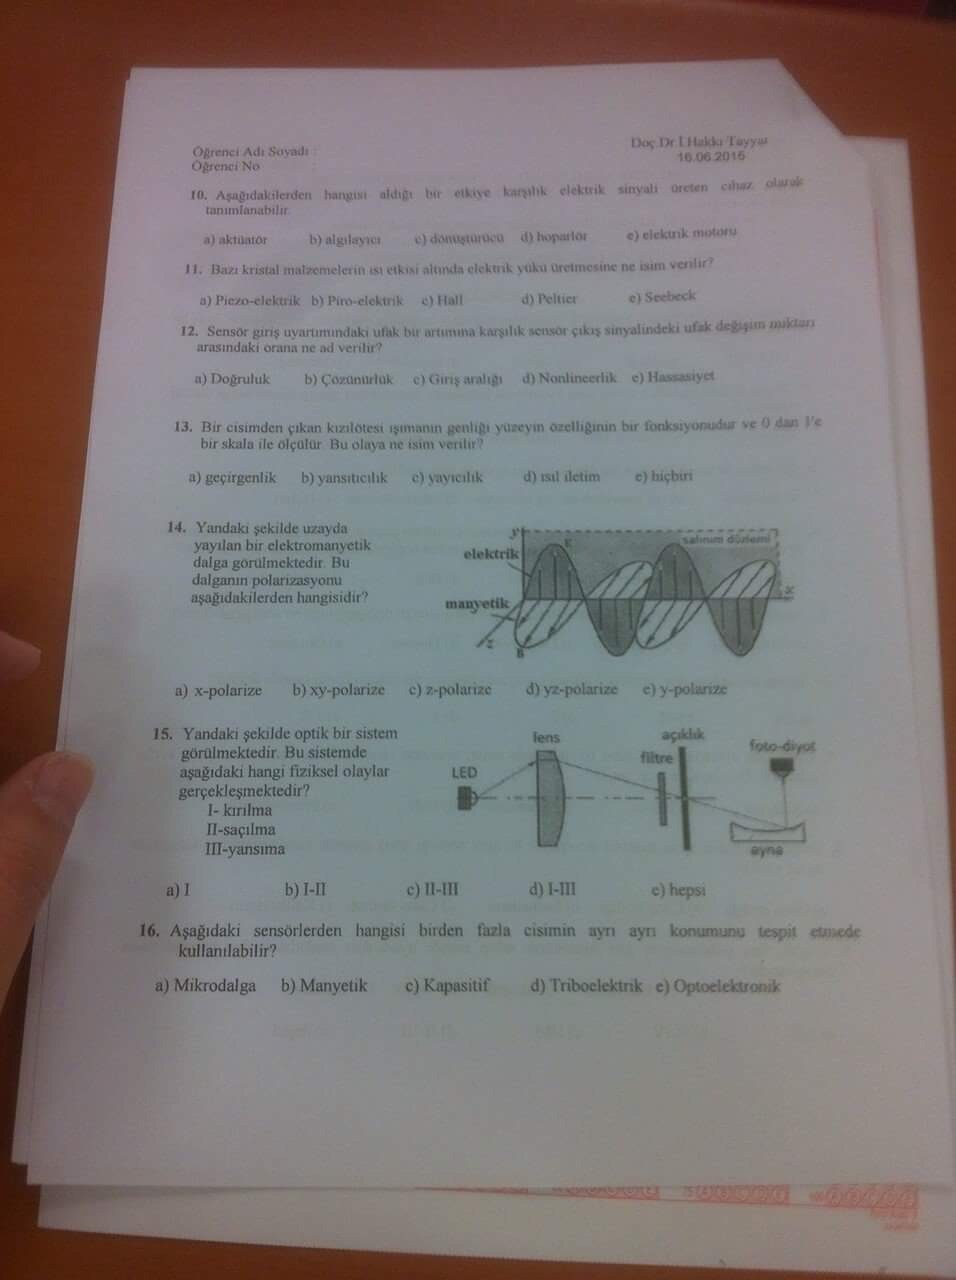 Öğrenci Adı Soyadı :
Doç.Dr.İ.Hakkı Tayyar
Öğrenci No
16.06.2015
10. Aşağıdakilerden hangisi aldığı bir etkiye karşılık elektrik sinyali üreten cihaz olarak
tanımlanabilir.
a) aktüatör b) algılayıcı c) dönüştürücü d) hoparlör e) elektrik motoru
11. Bazı kristal malzemelerin ısı etkisi altında elektrik yükü üretmesine ne isim verilir?
a) Piezo-elektrik b) Piro-elektrik c) Hall d) Peltier e) Seebeck
12. Sensör giriş uyartımındaki ufak bir artımına karşılık sensör çıkış sinyalindeki ufak değişim miktarı
arasındaki orana ne ad verilir?
a) Doğruluk b) Çözünürlük c) Giriş aralığı d) Nonlineerlik e) Hassasiyet
13. Bir cisimden çıkan kızılötesi ışımanın genliği yüzeyin özelliğinin bir fonksiyonudur ve 0 dan 1'e
bir skala ile ölçülür. Bu olaya ne isim verilir?
a) geçirgenlik b) yansıtıcılık c) yayıcılık d) ısıl iletim e) hiçbiri
14. Yandaki şekilde uzayda
yayılan bir elektromanyetik
dalga görülmektedir. Bu
dalganın polarizasyonu
aşağıdakilerden hangisidir?
y
E
salınım düzlemi
elektrik
x
manyetik
z
B
a) x-polarize b) xy-polarize c) z-polarize d) yz-polarize e) y-polarize
15. Yandaki şekilde optik bir sistem
görülmektedir. Bu sistemde
aşağıdaki hangi fiziksel olaylar
gerçekleşmektedir?
I- kırılma
II-saçılma
III-yansıma
lens
açıklık
foto-diyot
filtre
LED
ayna
a) I b) I-II c) II-III d) I-III e) hepsi
16. Aşağıdaki sensörlerden hangisi birden fazla cisimin ayrı ayrı konumunu tespit etmede
kullanılabilir?
a) Mikrodalga b) Manyetik c) Kapasitif d) Triboelektrik e) Optoelektronik